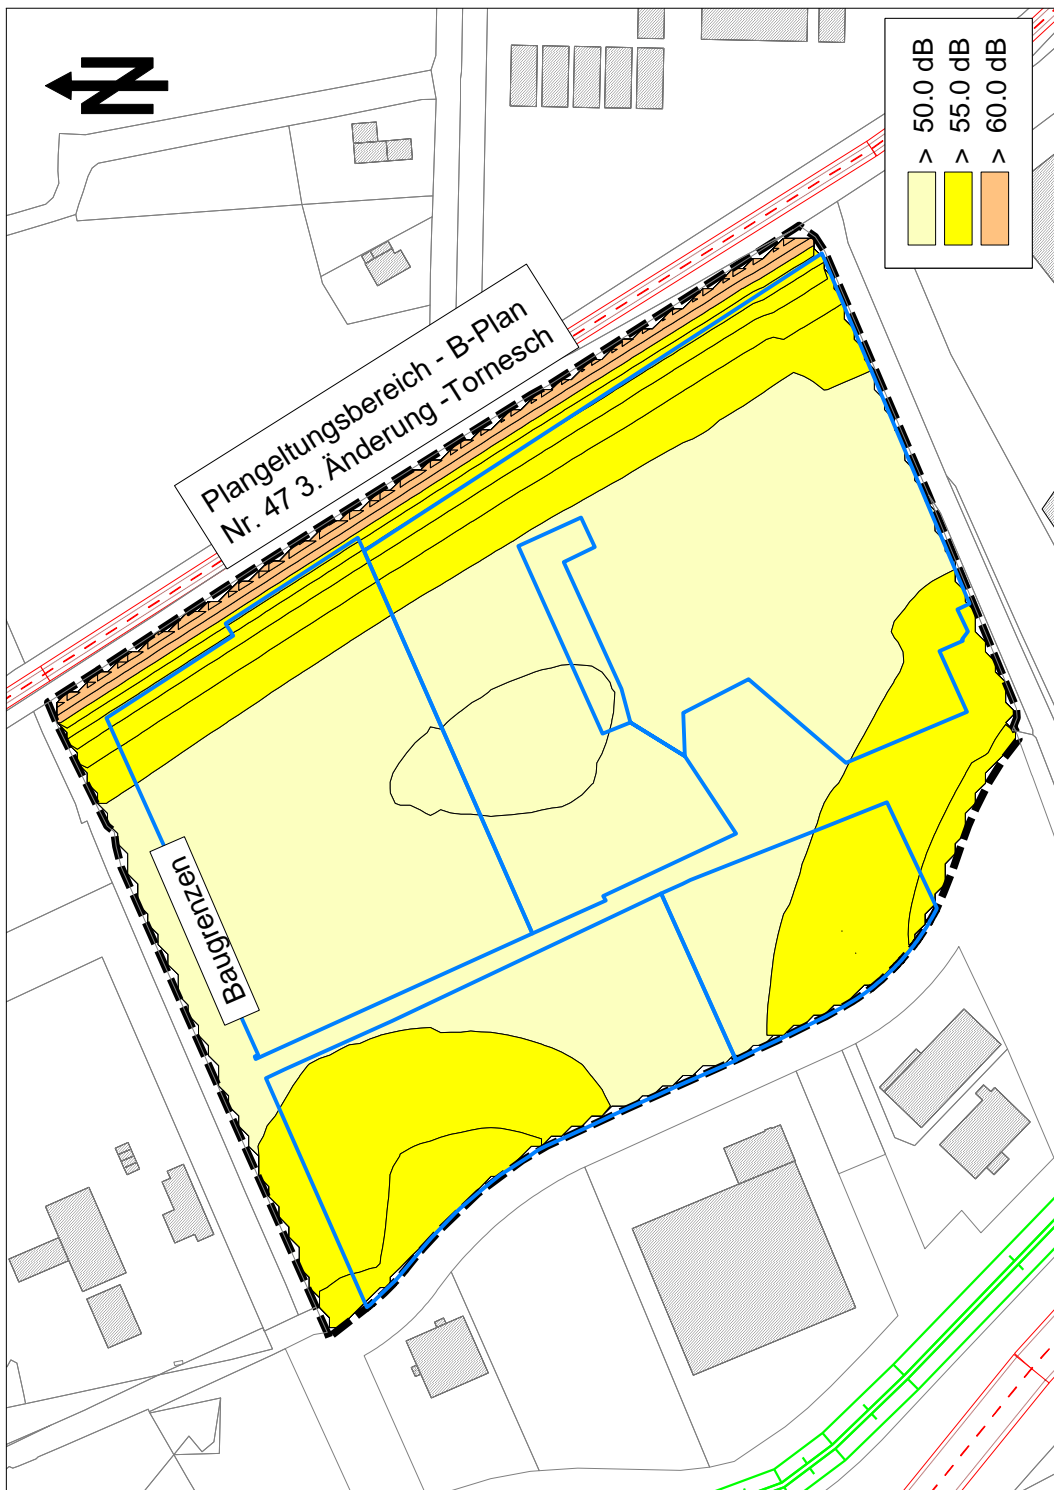 N
Plangeltungsbereich - B-Plan
Nr. 47 3. Änderung -Tornesch
Baugrenzen
> 50.0 dB
> 55.0 dB
> 60.0 dB